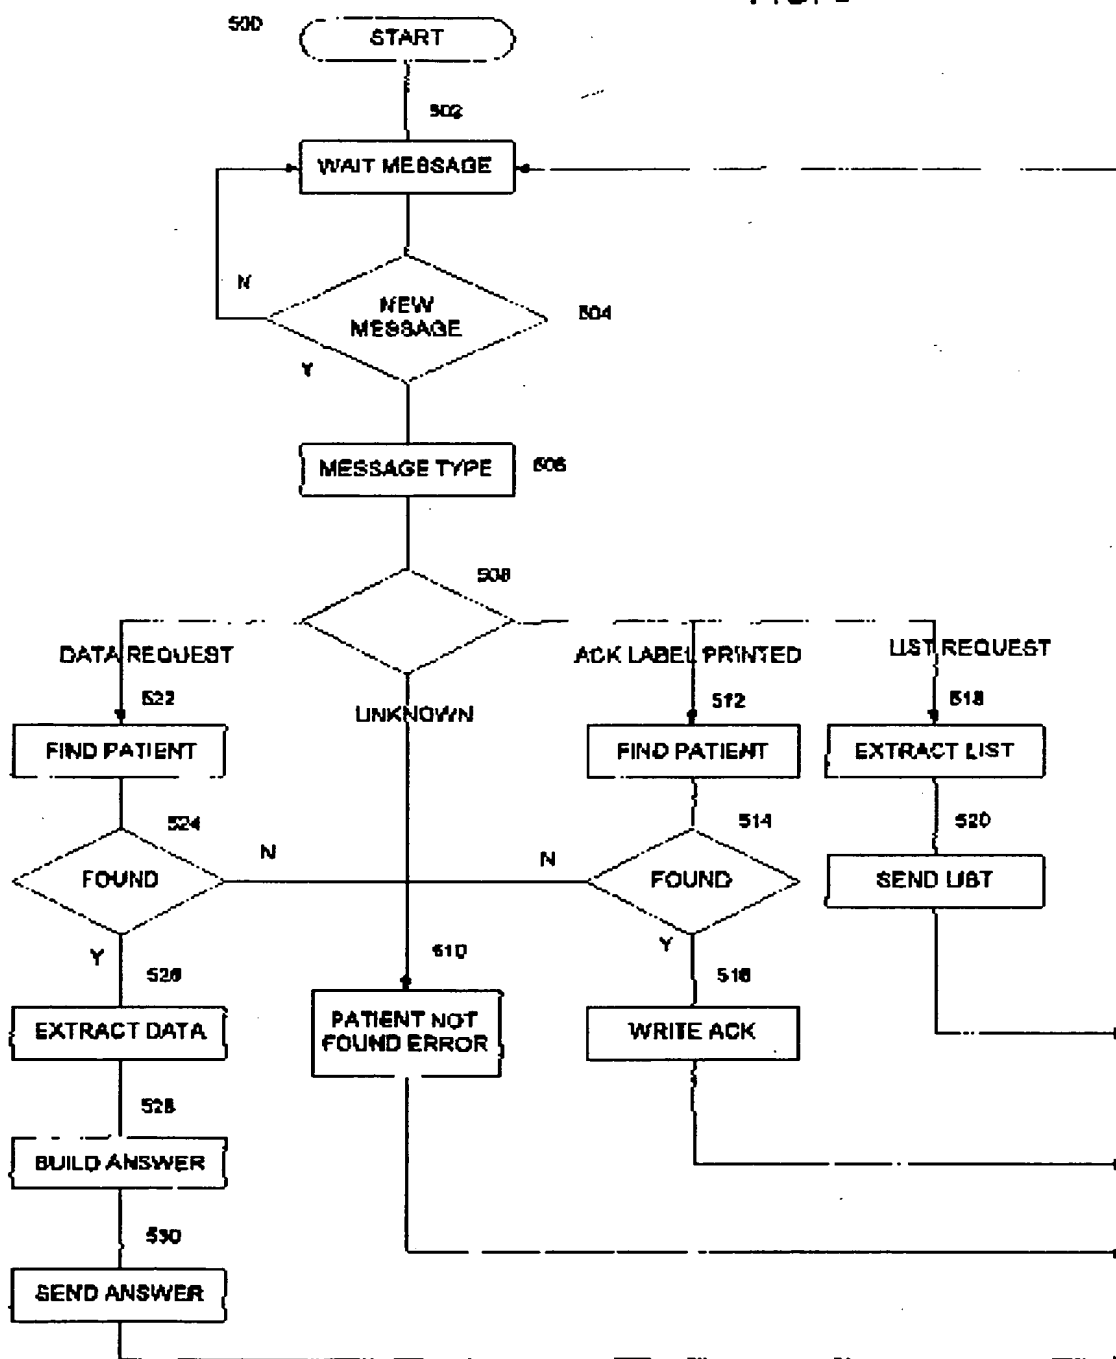 500
START
502
WAIT MESSAGE
N
NEW
MESSAGE
504
Y
MESSAGE TYPE
506
508
DATA REQUEST
ACK LABEL PRINTED
LIST REQUEST
522
UNKNOWN
512
518
FIND PATIENT
FIND PATIENT
EXTRACT LIST
524
514
520
N
N
FOUND
FOUND
SEND LIST
Y
526
510
Y
516
EXTRACT DATA
PATIENT NOT
FOUND ERROR
WRITE ACK
528
BUILD ANSWER
530
SEND ANSWER